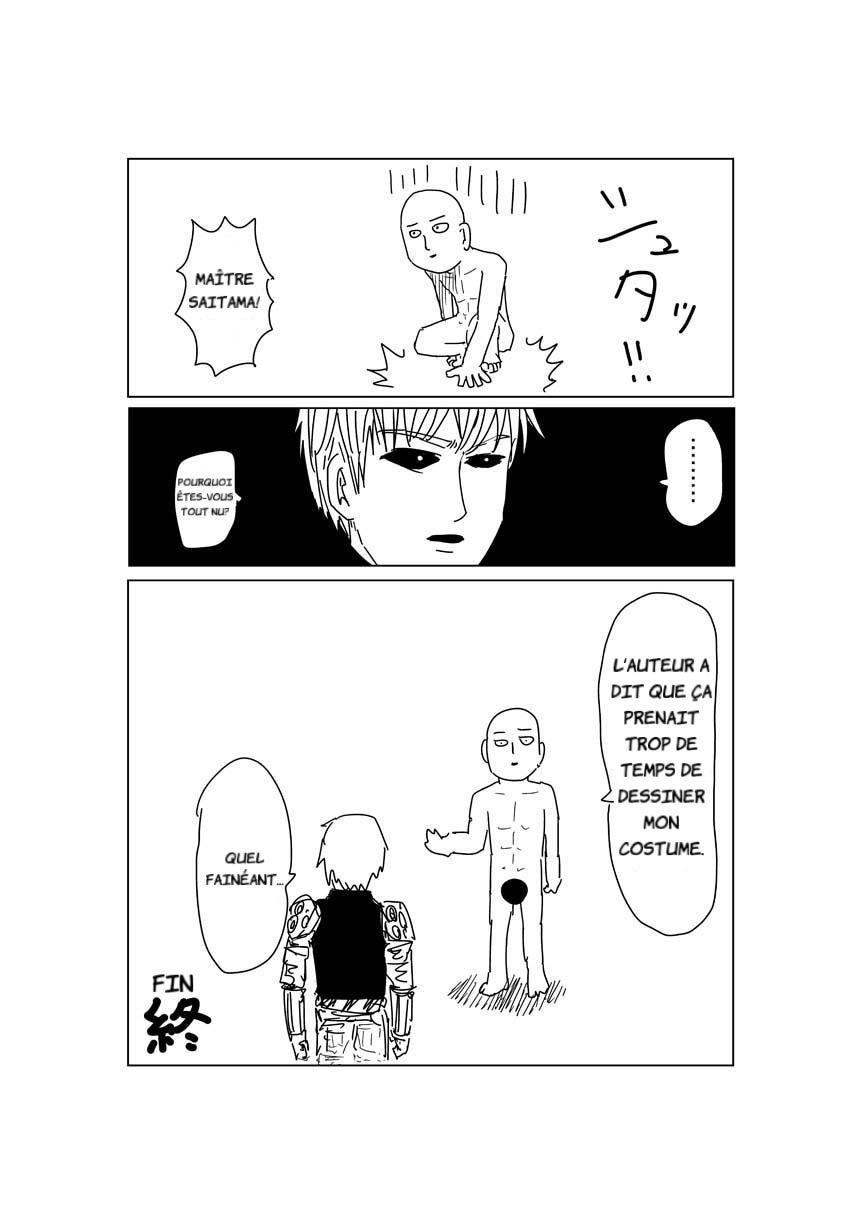 シュタッ!!
MAÎTRE
SAITAMA!
.........
POURQUOI
ÊTES-VOUS
TOUT NU?
L'AUTEUR A
DIT QUE ÇA
PRENAIT
TROP DE
TEMPS DE
DESSINER
MON
COSTUME.
QUEL
FAINÉANT...
FIN
終